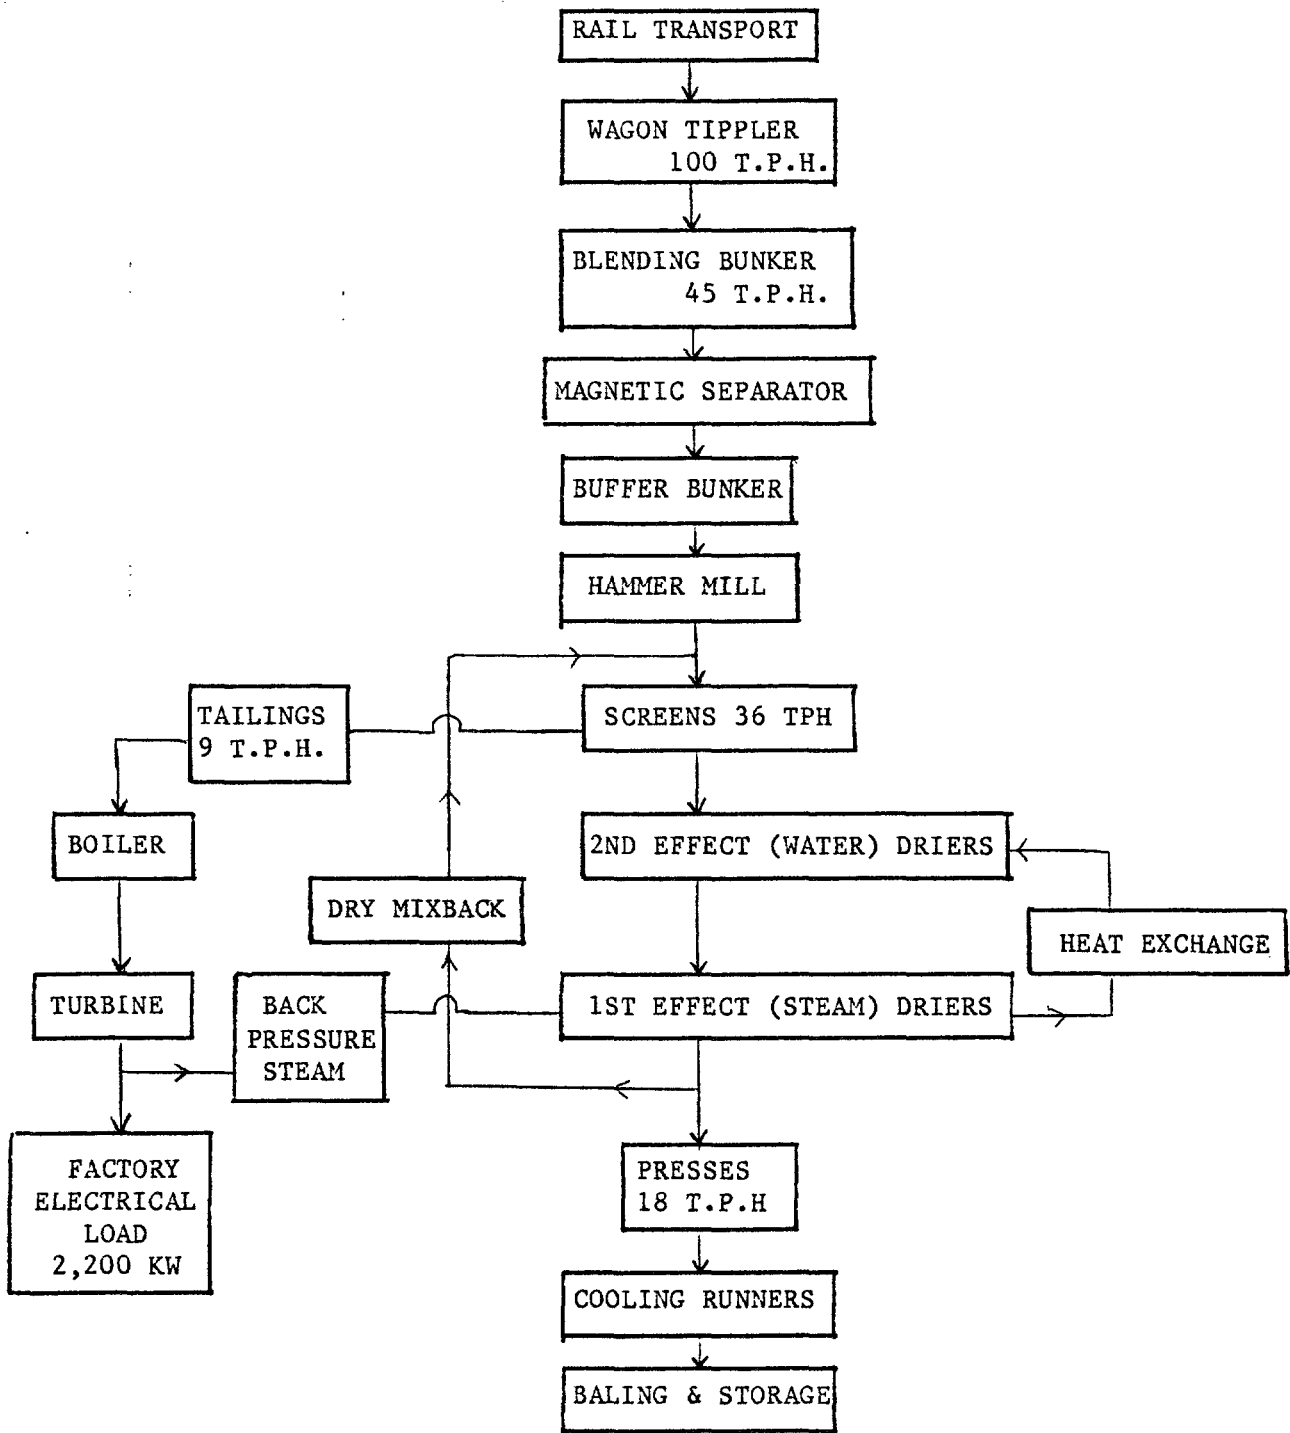 RAIL TRANSPORT
WAGON TIPPLER
100 T.P.H.
BLENDING BUNKER
45 T.P.H.
MAGNETIC SEPARATOR
BUFFER BUNKER
HAMMER MILL
TAILINGS
9 T.P.H.
SCREENS 36 TPH
BOILER
2ND EFFECT (WATER) DRIERS
DRY MIXBACK
HEAT EXCHANGE
TURBINE
BACK
PRESSURE
STEAM
1ST EFFECT (STEAM) DRIERS
FACTORY
ELECTRICAL
LOAD
2,200 KW
PRESSES
18 T.P.H
COOLING RUNNERS
BALING & STORAGE